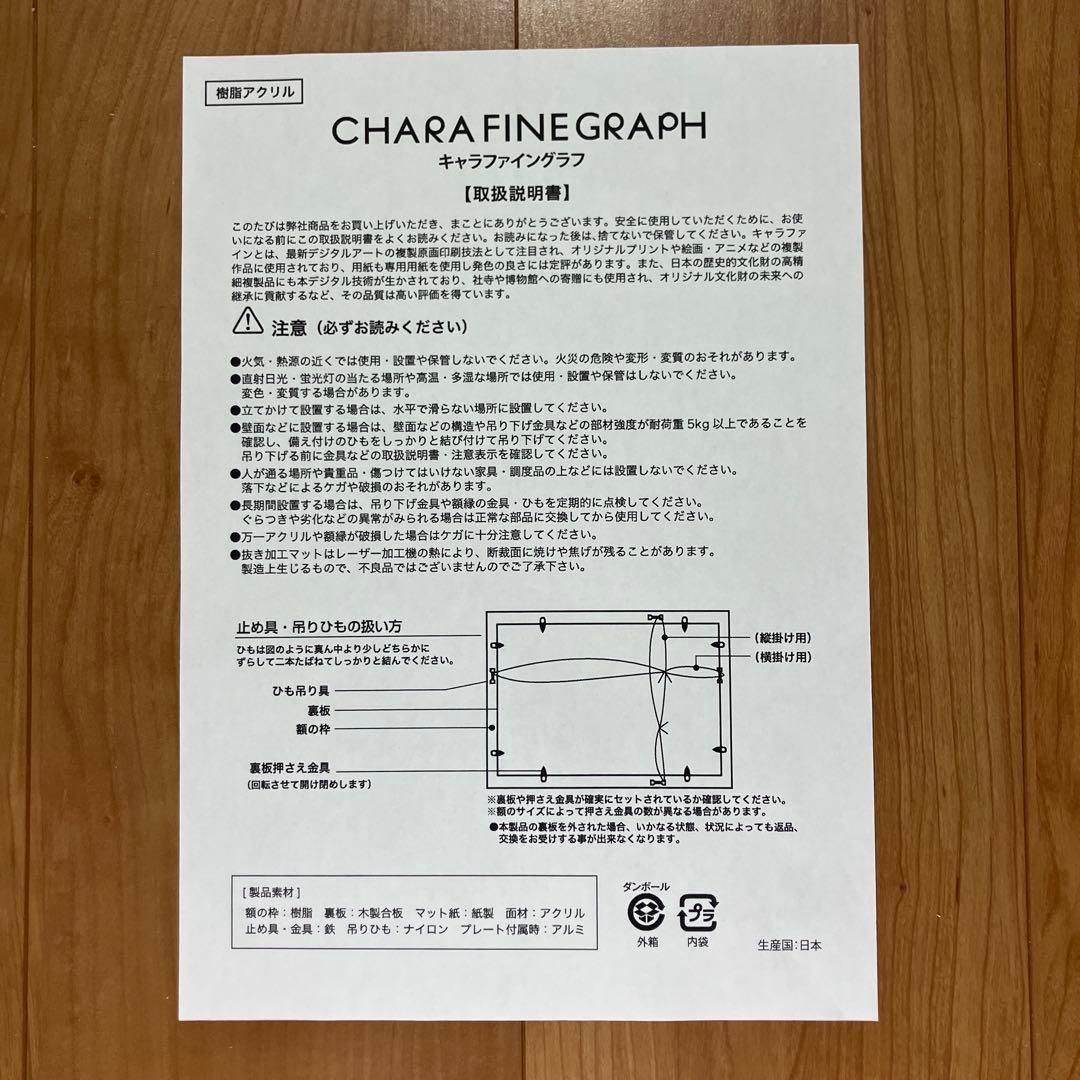 樹脂アクリル
CHARA FINE GRAPH
キャラファイングラフ
【取扱説明書】
このたびは弊社商品をお買い上げいただき、まことにありがとうございます。安全に使用していただくために、お使
いになる前にこの取扱説明書をよくお読みください。お読みになった後は、捨てないで保管してください。キャラファ
インとは、最新デジタルアートの複製原画印刷技法として注目され、オリジナルプリントや絵画・アニメなどの複製
作品に使用されており、用紙も専用用紙を使用し発色の良さには定評があります。また、日本の歴史的文化財の高精
細複製品にも本デジタル技術が生かされており、社寺や博物館への寄贈にも使用され、オリジナル文化財の未来への
継承に貢献するなど、その品質は高い評価を得ています。
注意（必ずお読みください）
●火気・熱源の近くでは使用・設置や保管しないでください。火災の危険や変形・変質のおそれがあります。
●直射日光・蛍光灯の当たる場所や高温・多湿な場所では使用・設置や保管はしないでください。
変色・変質する場合があります。
●立てかけて設置する場合は、水平で滑らない場所に設置してください。
●壁面などに設置する場合は、壁面などの構造や吊り下げ金具などの部材強度が耐荷重5kg以上であることを
確認し、備え付けのひもをしっかりと結び付けて吊り下げてください。
吊り下げる前に金具などの取扱説明書・注意表示を確認してください。
●人が通る場所や貴重品・傷つけてはいけない家具・調度品の上などには設置しないでください。
落下などによるケガや破損のおそれがあります。
●長期間設置する場合は、吊り下げ金具や額縁の金具・ひもを定期的に点検してください。
ぐらつきや劣化などの異常がみられる場合は正常な部品に交換してから使用してください。
●万一アクリルや額縁が破損した場合はケガに十分注意してください。
●抜き加工マットはレーザー加工機の熱により、断裁面に焼けや焦げが残ることがあります。
製造上生じるもので、不良品ではございませんのでご了承下さい。
止め具・吊りひもの扱い方
ひもは図のように真ん中より少しどちらかに
ずらして二本たばねてしっかりと結んでください。
（縦掛け用）
（横掛け用）
ひも吊り具
裏板
額の枠
裏板押さえ金具
（回転させて開け閉めします）
※裏板や押さえ金具が確実にセットされているか確認してください。
※額のサイズによって押さえ金具の数が異なる場合があります。
●本製品の裏板を外された場合、いかなる状態、状況によっても返品、
交換をお受けする事が出来なくなります。
[製品素材]
額の枠：樹脂　裏板：木製合板　マット紙：紙製　面材：アクリル
止め具・金具：鉄　吊りひも：ナイロン　プレート付属時：アルミ
ダンボール
外箱
プラ
内袋
生産国：日本